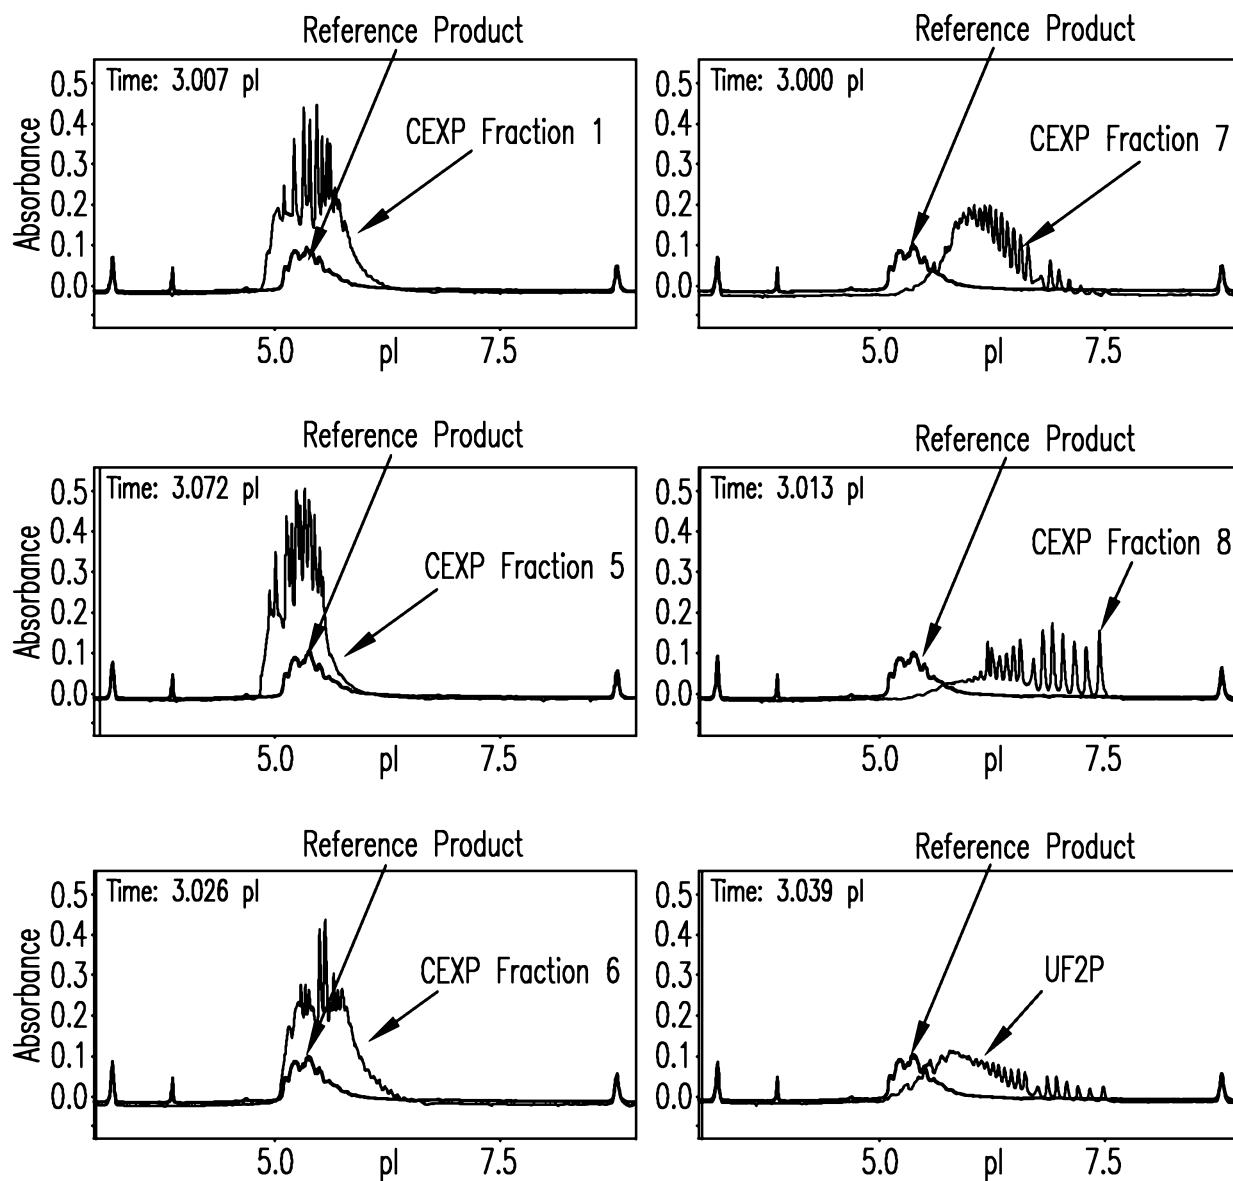 Reference Product
Time: 3.007 pI
CEXP Fraction 1
Absorbance
0.5
0.4
0.3
0.2
0.1
0.0
5.0
pI
7.5
Reference Product
Time: 3.000 pI
CEXP Fraction 7
0.5
0.4
0.3
0.2
0.1
0.0
5.0
pI
7.5
Reference Product
Time: 3.072 pI
CEXP Fraction 5
Absorbance
0.5
0.4
0.3
0.2
0.1
0.0
5.0
pI
7.5
Reference Product
Time: 3.013 pI
CEXP Fraction 8
0.5
0.4
0.3
0.2
0.1
0.0
5.0
pI
7.5
Reference Product
Time: 3.026 pI
CEXP Fraction 6
Absorbance
0.5
0.4
0.3
0.2
0.1
0.0
5.0
pI
7.5
Reference Product
Time: 3.039 pI
UF2P
0.5
0.4
0.3
0.2
0.1
0.0
5.0
pI
7.5